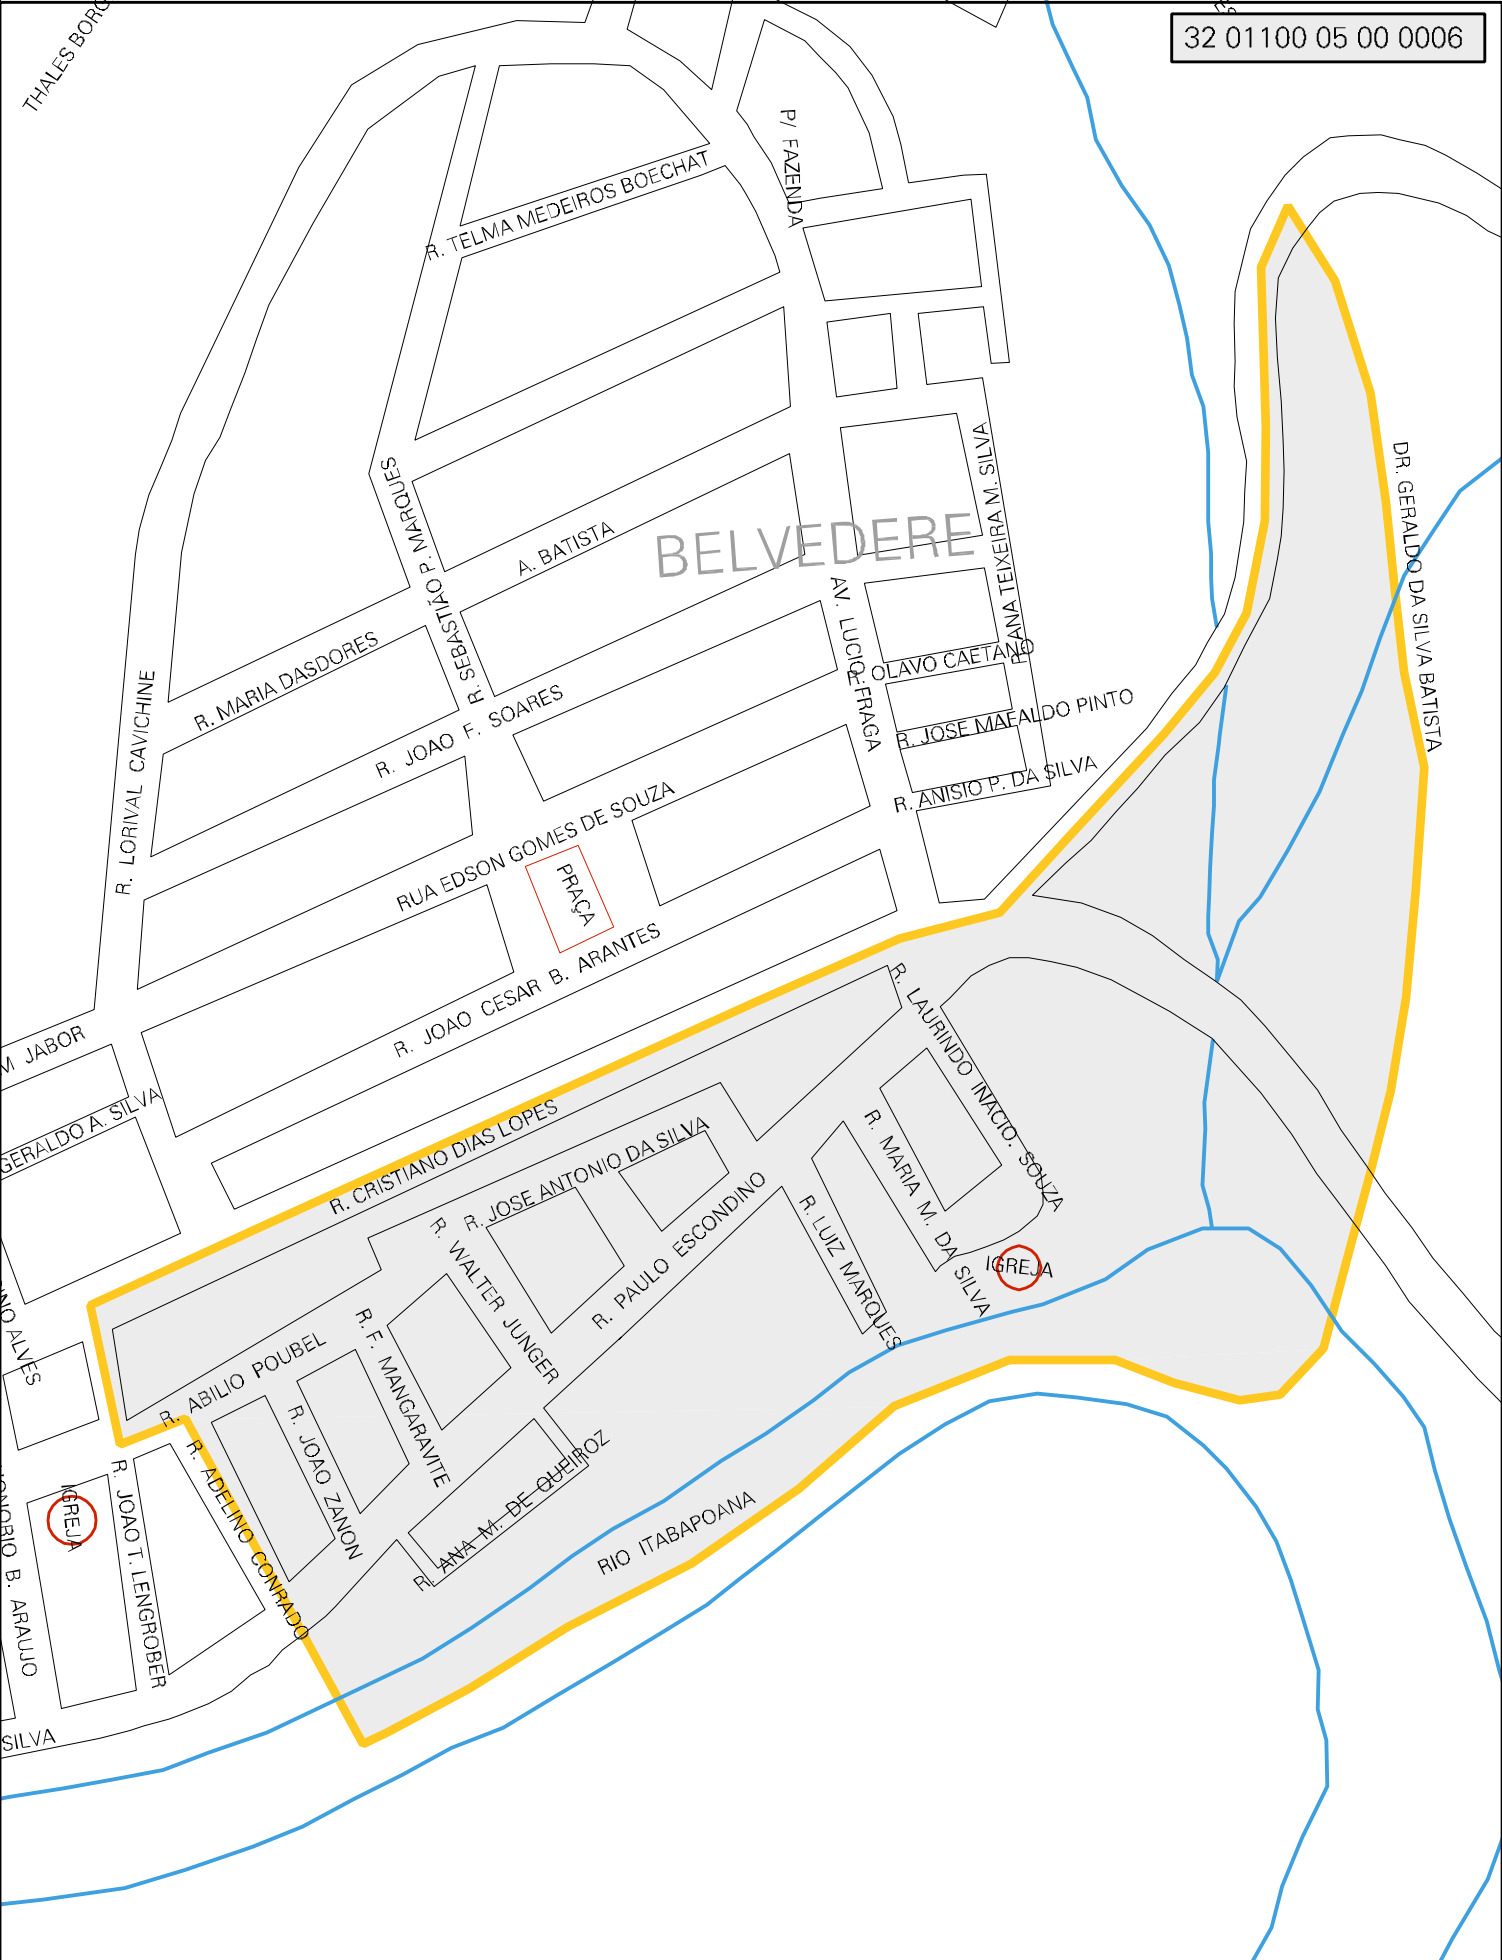 THALES BORG
32 01100 05 00 0006
P/ FAZENDA
R. TELMA MEDEIROS BOECHAT
R. SEBASTIÃO P. MARQUES
A. BATISTA
BELVEDERE
R. ANA TEIXEIRA M. SILVA
DR. GERALDO DA SILVA BATISTA
AV. LUCIO FRAGA
R. OLAVO CAETANO
R. MARIA DASDORES
R. JOSE MAFALDO PINTO
R. JOAO F. SOARES
R. LORIVAL CAVICHINE
R. ANISIO P. DA SILVA
RUA EDSON GOMES DE SOUZA
PRAÇA
R. JOAO CESAR B. ARANTES
M JABOR
R. LAURINDO INACIO. SOUZA
GERALDO A. SILVA
R. CRISTIANO DIAS LOPES
R. JOSE ANTONIO DA SILVA
R. MARIA M. DA SILVA
R. PAULO ESCONDINO
R. LUIZ MARQUES
R. WALTER JUNGER
IGREJA
INO ALVES
R. F. MANGARAVITE
R. ABILIO POUBEL
R. JOAO ZANON
R. ADELINO CONRADO
R. ANA M. DE QUEIROZ
IGREJA
R. JOAO T. LENGROBER
RIO ITABAPOANA
ONORIO B. ARAUJO
SILVA